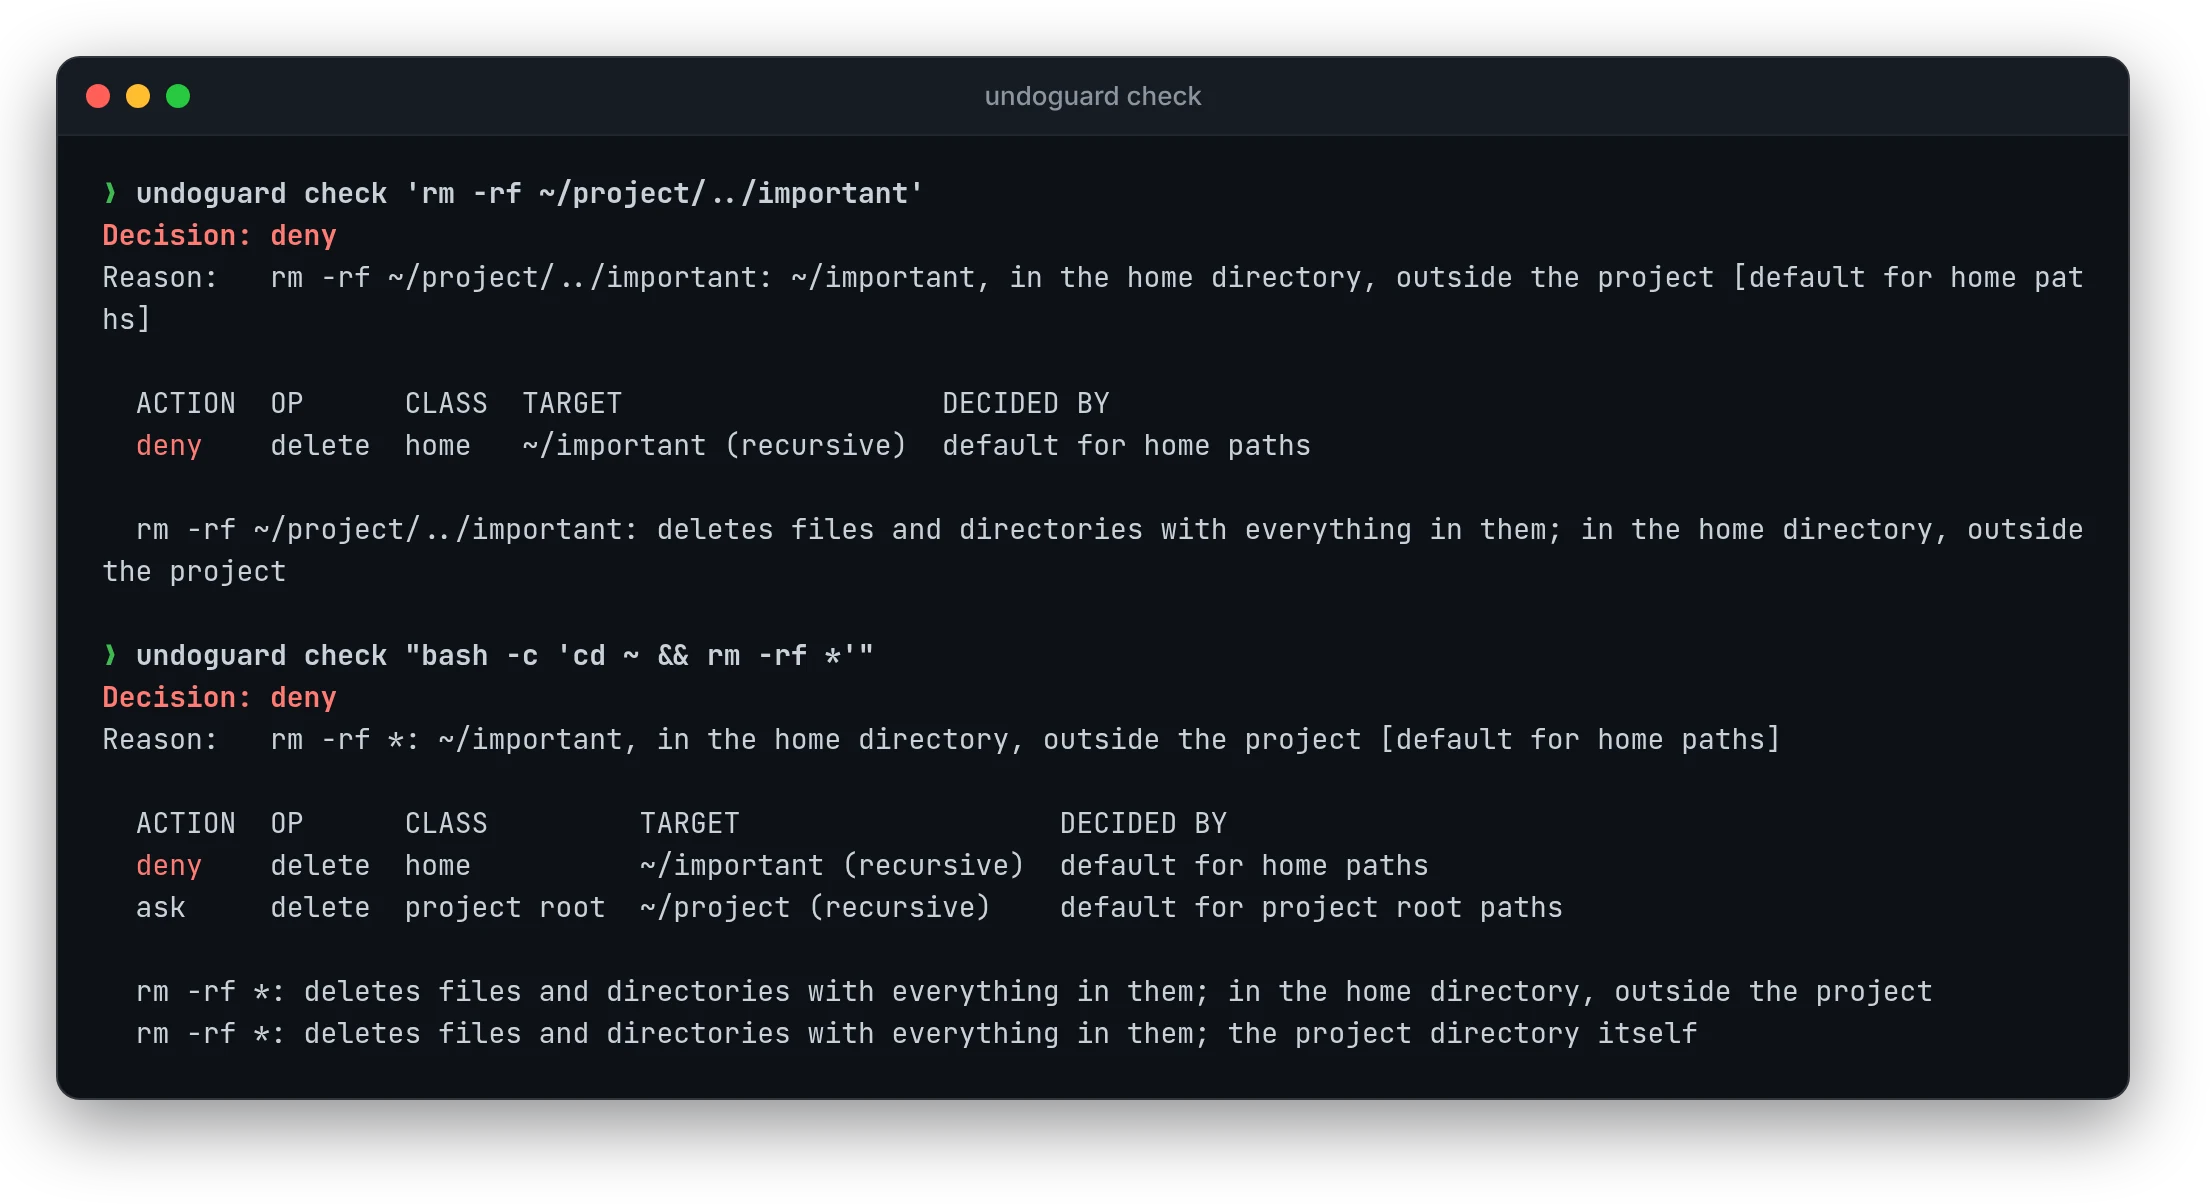 undoguard check
❯ undoguard check 'rm -rf ~/project/../important'
Decision: deny
Reason:   rm -rf ~/project/../important: ~/important, in the home directory, outside the project [default for home pat
hs]
ACTION  OP      CLASS  TARGET                   DECIDED BY
deny    delete  home   ~/important (recursive)  default for home paths
rm -rf ~/project/../important: deletes files and directories with everything in them; in the home directory, outside
the project
❯ undoguard check "bash -c 'cd ~ && rm -rf *'"
Decision: deny
Reason:   rm -rf *: ~/important, in the home directory, outside the project [default for home paths]
ACTION  OP      CLASS         TARGET                   DECIDED BY
deny    delete  home          ~/important (recursive)  default for home paths
ask     delete  project root  ~/project (recursive)    default for project root paths
rm -rf *: deletes files and directories with everything in them; in the home directory, outside the project
rm -rf *: deletes files and directories with everything in them; the project directory itself